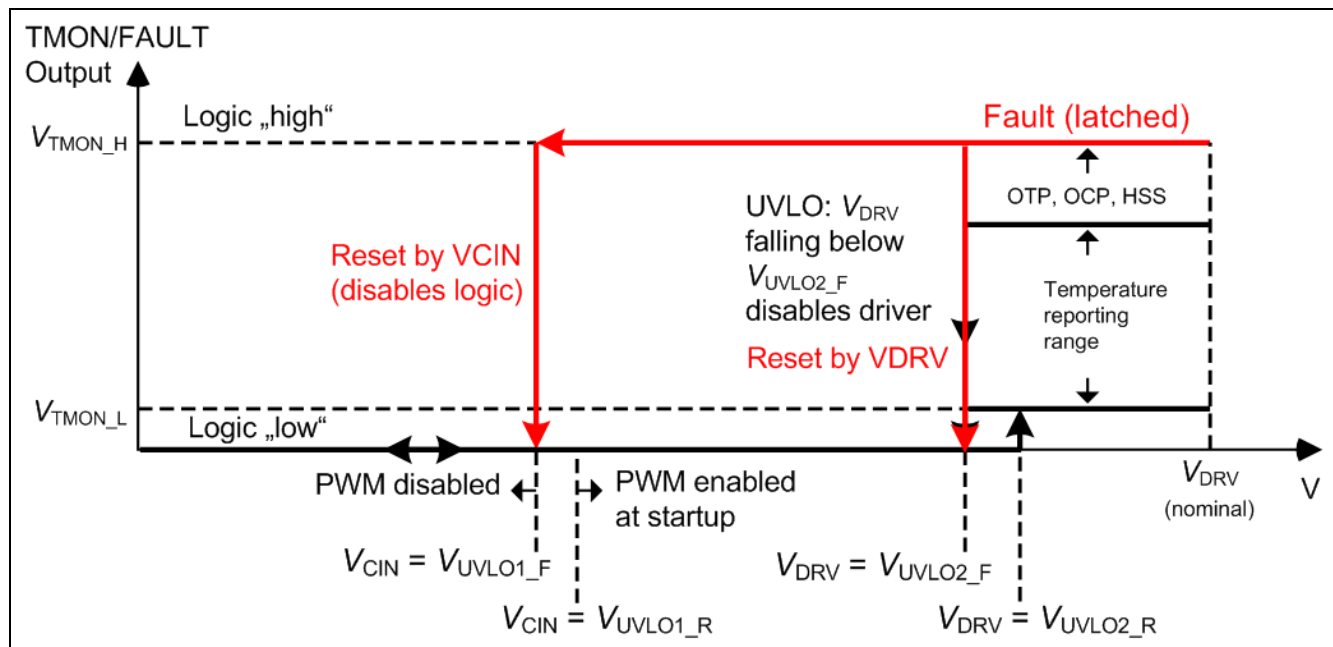 TMON/FAULT
Output
Logic „high“
VTMON_H
Fault (latched)
OTP, OCP, HSS
UVLO: VDRV
falling below
VUVLO2_F
disables driver
Reset by VCIN
(disables logic)
Temperature
reporting
range
Reset by VDRV
VTMON_L
Logic „low“
PWM disabled
PWM enabled
at startup
VDRV
(nominal)
V
VCIN = VUVLO1_F
VDRV = VUVLO2_F
VCIN = VUVLO1_R
VDRV = VUVLO2_R